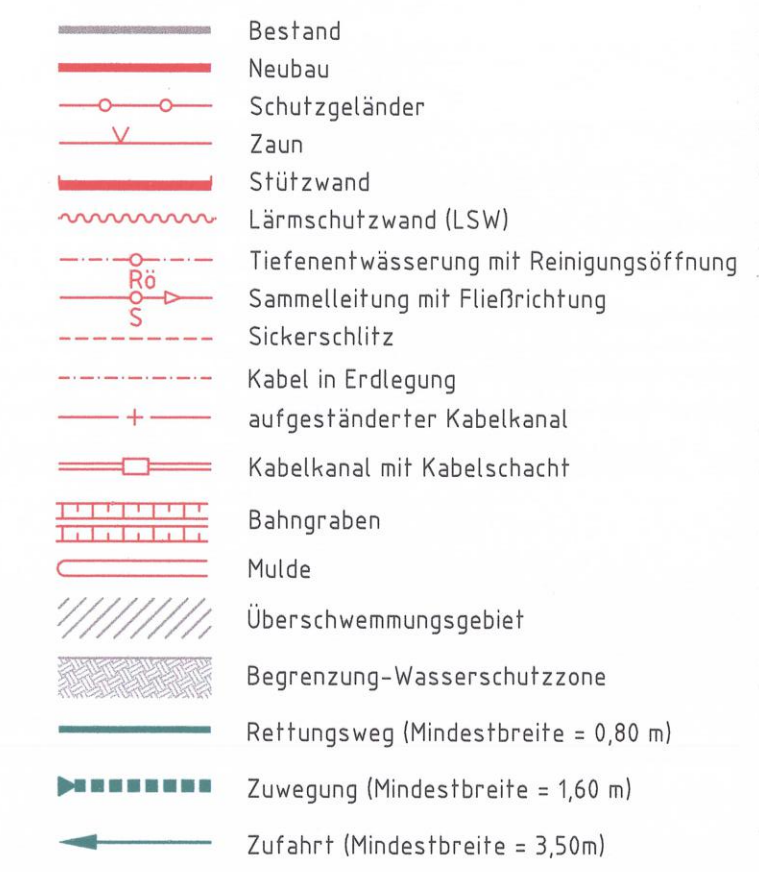 Bestand
Neubau
Schutzgeländer
Zaun
Stützwand
Lärmschutzwand (LSW)
Tiefenentwässerung mit Reinigungsöffnung
Rö
Sammelleitung mit Fließrichtung
S
Sickerschlitz
Kabel in Erdlegung
aufgeständerter Kabelkanal
Kabelkanal mit Kabelschacht
Bahngraben
Mulde
Überschwemmungsgebiet
Begrenzung-Wasserschutzzone
Rettungsweg (Mindestbreite = 0,80 m)
Zuwegung (Mindestbreite = 1,60 m)
Zufahrt (Mindestbreite = 3,50m)